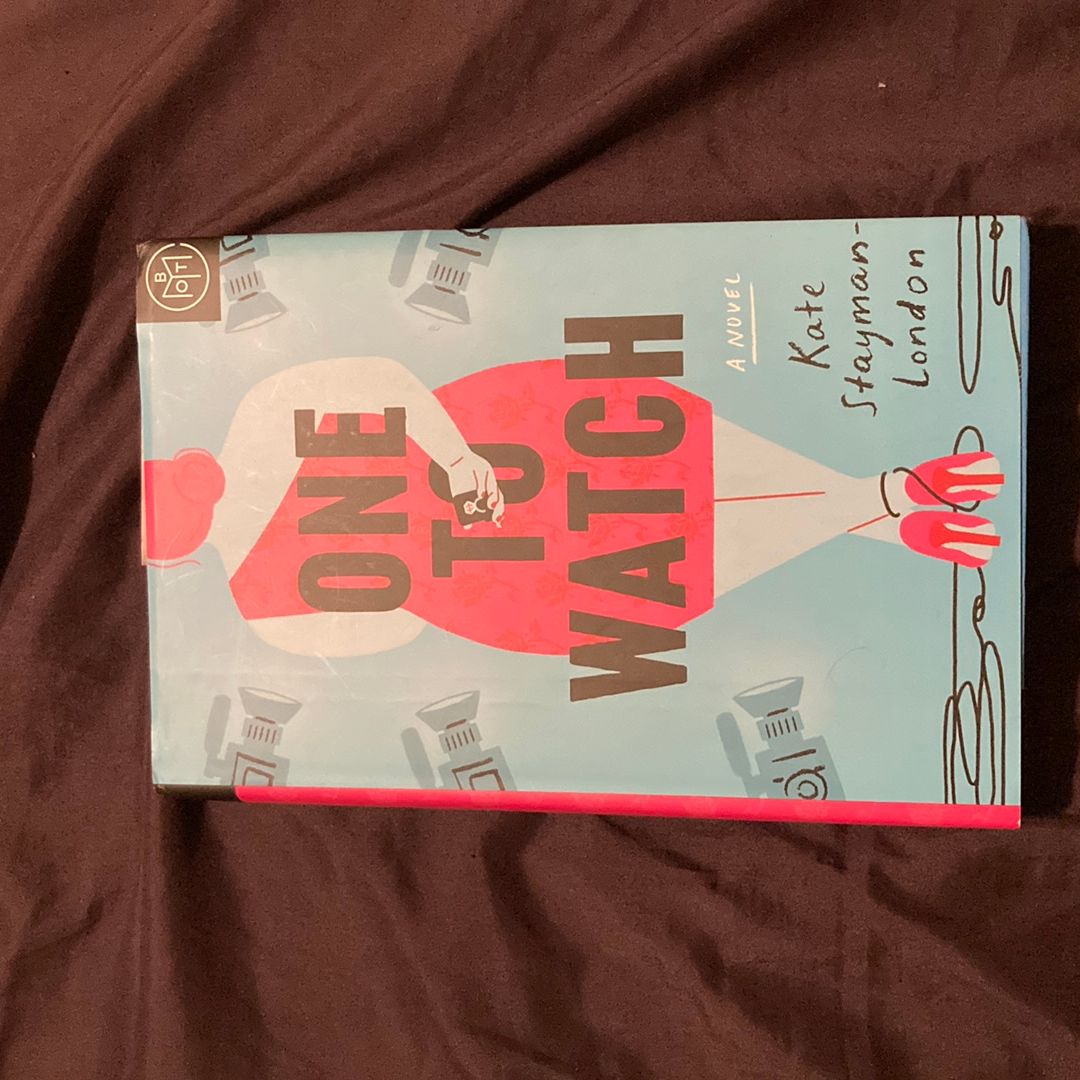 BOTM
ONE
TO
WATCH
A NOVEL
Kate
Stayman-
London